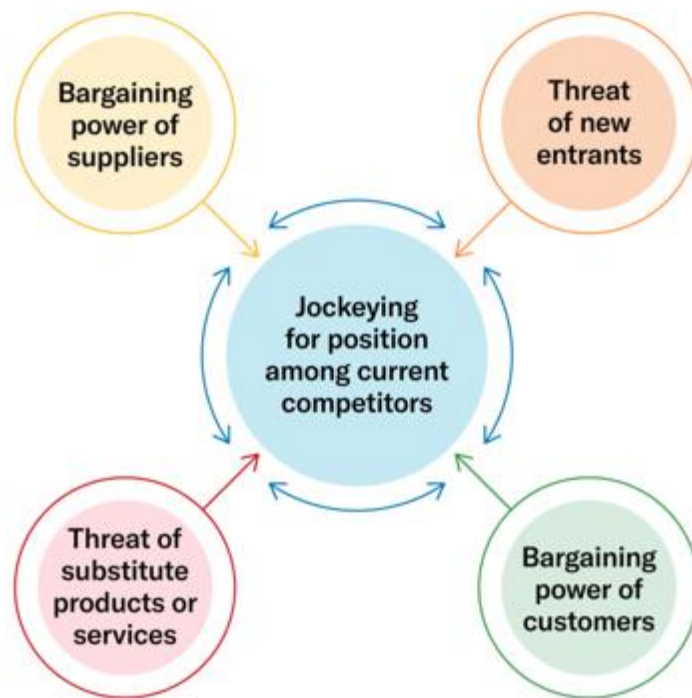 Bargaining
power of
suppliers
Threat
of new
entrants
Jockeying
for position
among current
competitors
Threat of
substitute
products or
services
Bargaining
power of
customers